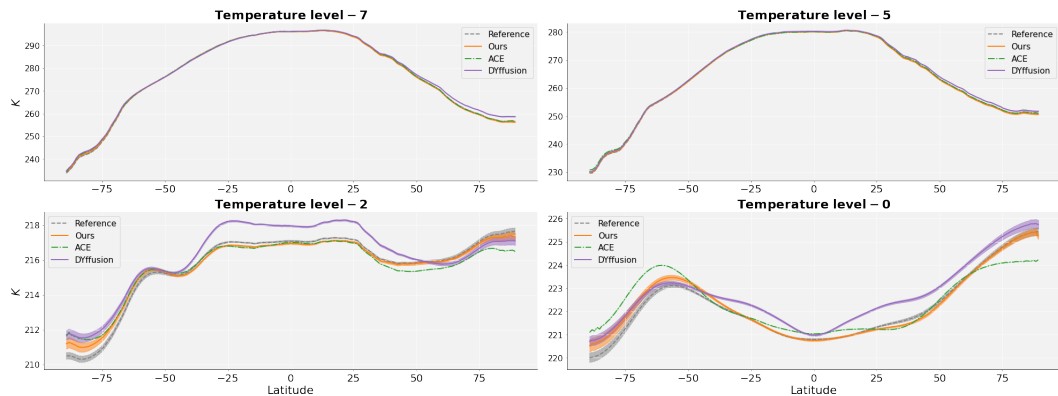 Temperature level – 7
Reference
Ours
ACE
DYffusion
K
290
280
270
260
250
240
−75 −50 −25 0 25 50 75
Temperature level – 5
Reference
Ours
ACE
DYffusion
280
270
260
250
240
230
−75 −50 −25 0 25 50 75
Temperature level – 2
Reference
Ours
ACE
DYffusion
K
218
216
214
212
210
−75 −50 −25 0 25 50 75
Latitude
Temperature level – 0
Reference
Ours
ACE
DYffusion
226
225
224
223
222
221
220
−75 −50 −25 0 25 50 75
Latitude